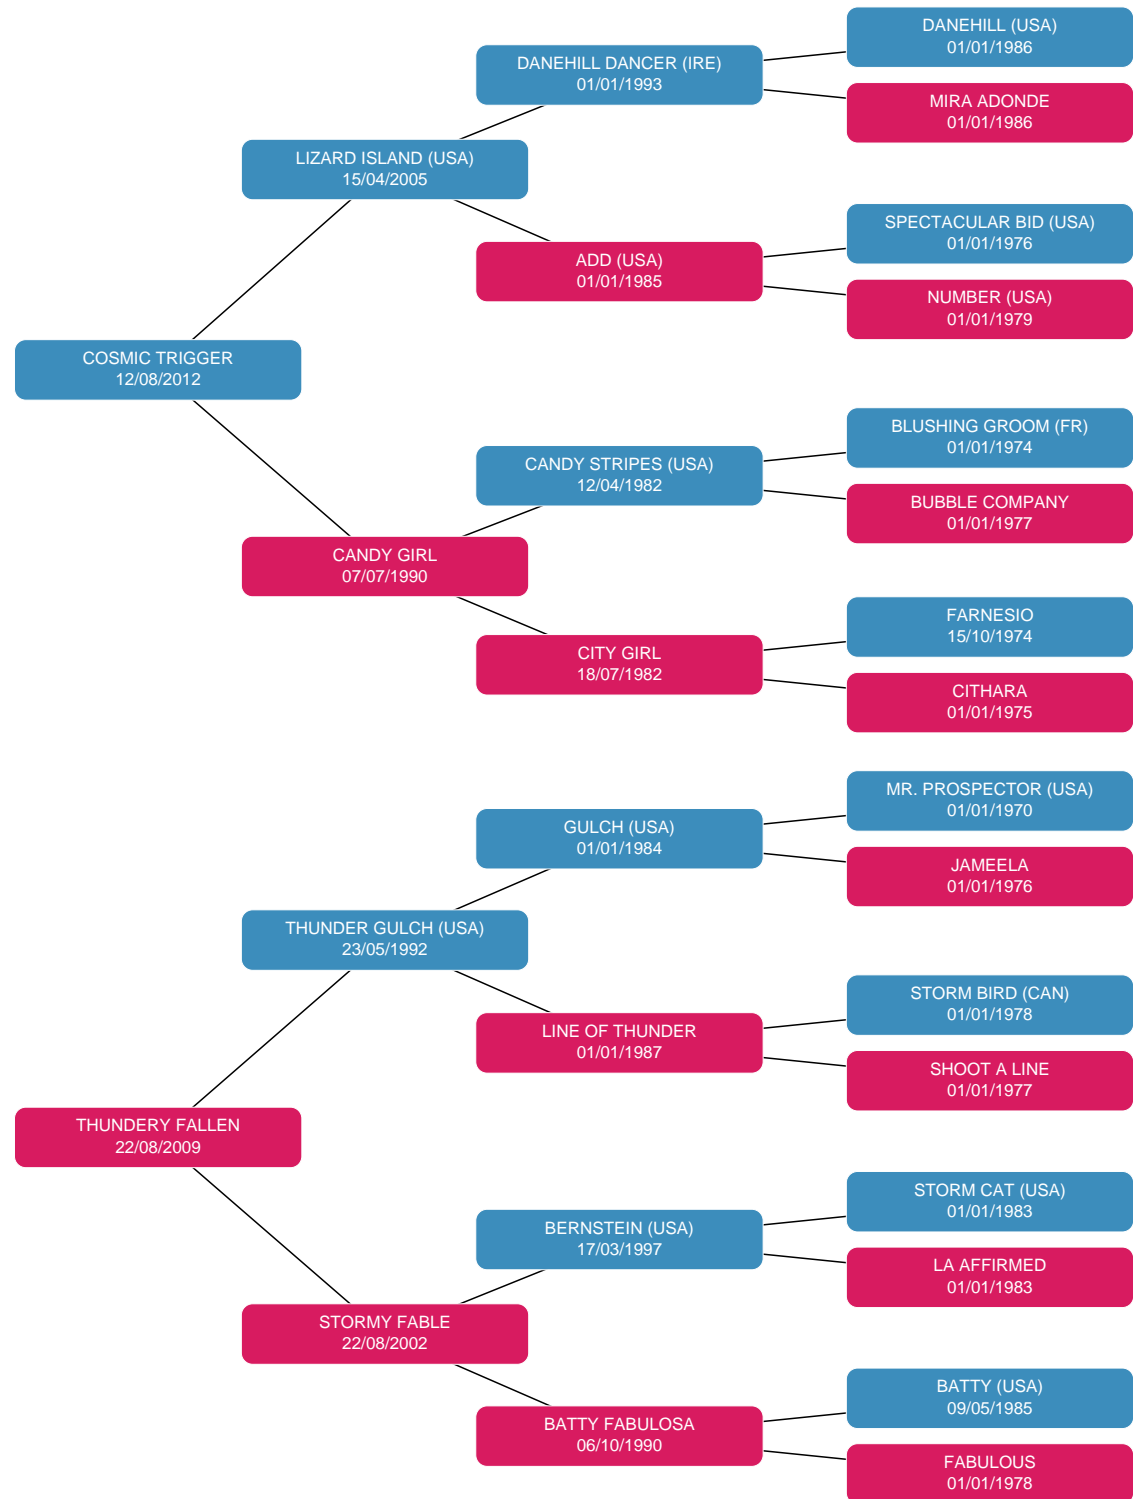 DANEHILL (USA)
01/01/1986
DANEHILL DANCER (IRE)
01/01/1993
MIRA ADONDE
01/01/1986
LIZARD ISLAND (USA)
15/04/2005
SPECTACULAR BID (USA)
01/01/1976
ADD (USA)
01/01/1985
NUMBER (USA)
01/01/1979
COSMIC TRIGGER
12/08/2012
BLUSHING GROOM (FR)
01/01/1974
CANDY STRIPES (USA)
12/04/1982
BUBBLE COMPANY
01/01/1977
CANDY GIRL
07/07/1990
FARNESIO
15/10/1974
CITY GIRL
18/07/1982
CITHARA
01/01/1975
MR. PROSPECTOR (USA)
01/01/1970
GULCH (USA)
01/01/1984
JAMEELA
01/01/1976
THUNDER GULCH (USA)
23/05/1992
STORM BIRD (CAN)
01/01/1978
LINE OF THUNDER
01/01/1987
SHOOT A LINE
01/01/1977
THUNDERY FALLEN
22/08/2009
STORM CAT (USA)
01/01/1983
BERNSTEIN (USA)
17/03/1997
LA AFFIRMED
01/01/1983
STORMY FABLE
22/08/2002
BATTY (USA)
09/05/1985
BATTY FABULOSA
06/10/1990
FABULOUS
01/01/1978